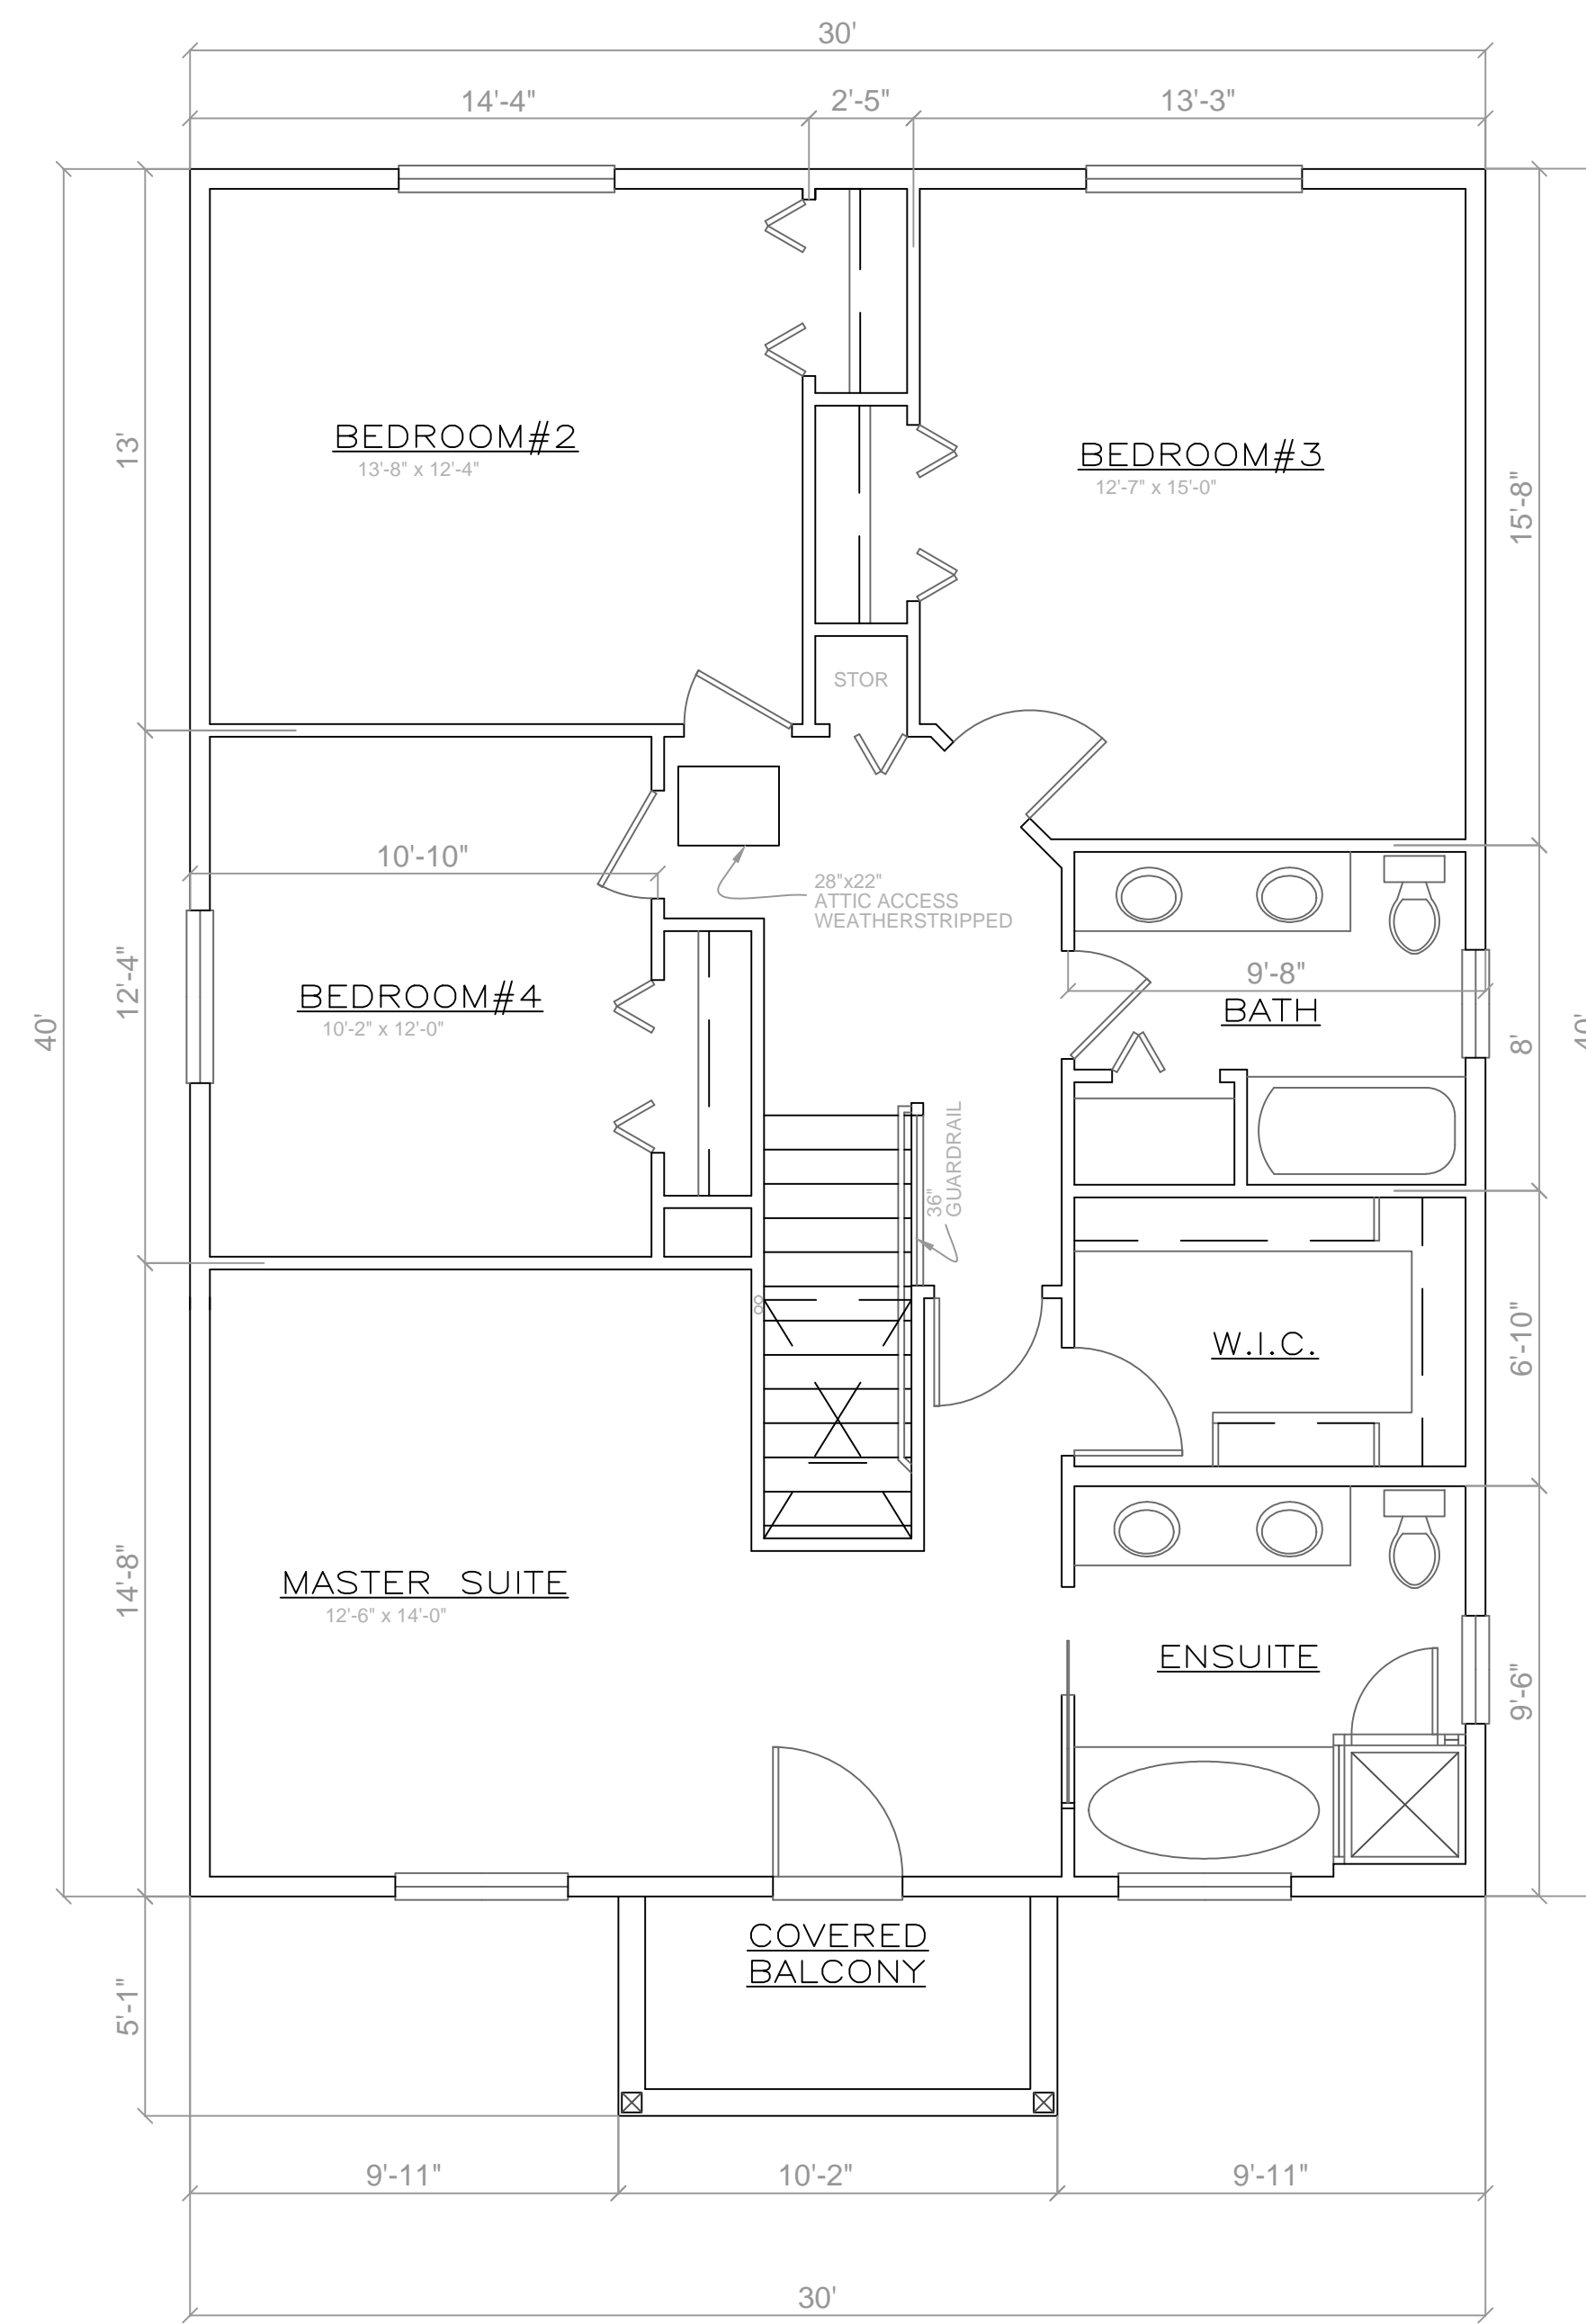 30'
14'-4"
2'-5"
13'-3"
BEDROOM#2
13'-8" x 12'-4"
BEDROOM#3
12'-7" x 15'-0"
13'
15'-8"
STOR
10'-10"
28"x22"
ATTIC ACCESS
WEATHERSTRIPPED
BEDROOM#4
10'-2" x 12'-0"
12'-4"
40'
9'-8"
BATH
8'
40'
36"
GUARDRAIL
W.I.C.
6'-10"
MASTER SUITE
12'-6" x 14'-0"
14'-8"
ENSUITE
9'-6"
COVERED
BALCONY
5'-1"
9'-11"
10'-2"
9'-11"
30'